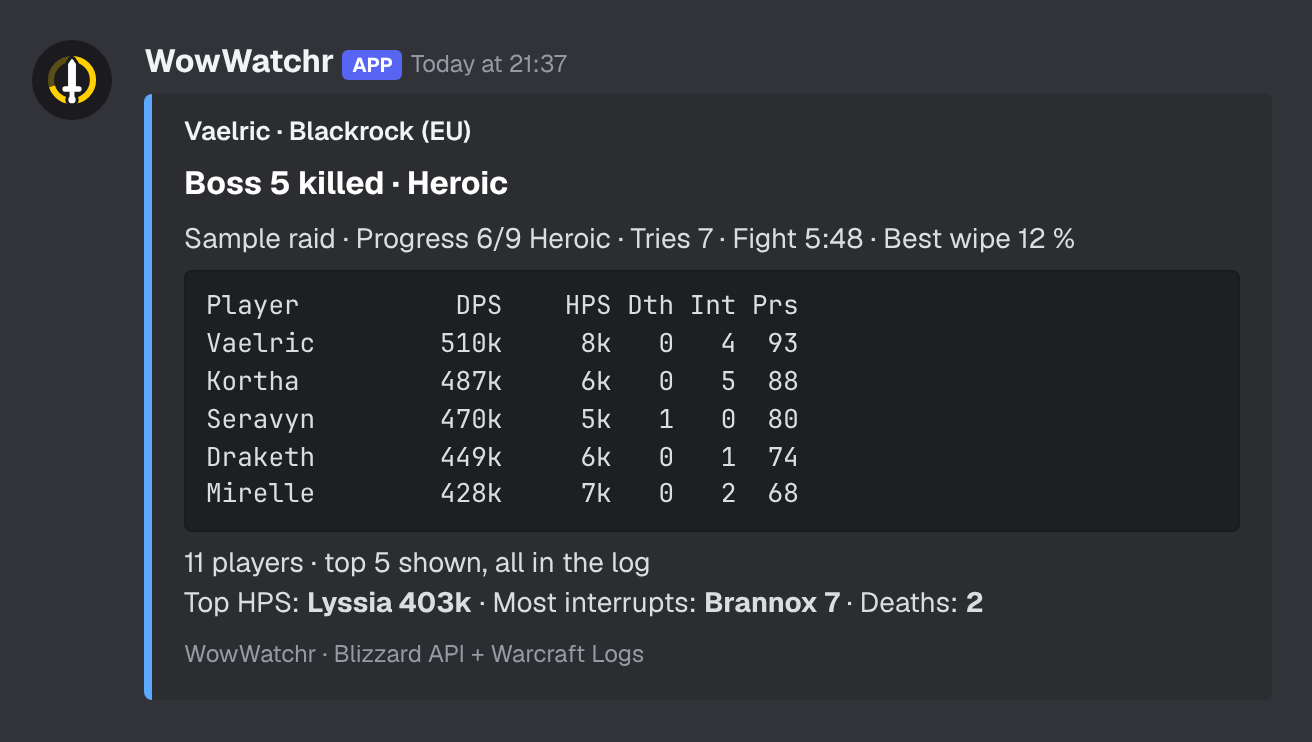 WowWatchr APP Today at 21:37
Vaelric · Blackrock (EU)
Boss 5 killed · Heroic
Sample raid · Progress 6/9 Heroic · Tries 7 · Fight 5:48 · Best wipe 12 %
Player DPS HPS Dth Int Prs
Vaelric 510k 8k 0 4 93
Kortha 487k 6k 0 5 88
Seravyn 470k 5k 1 0 80
Draketh 449k 6k 0 1 74
Mirelle 428k 7k 0 2 68
11 players · top 5 shown, all in the log
Top HPS: Lyssia 403k · Most interrupts: Brannox 7 · Deaths: 2
WowWatchr · Blizzard API + Warcraft Logs